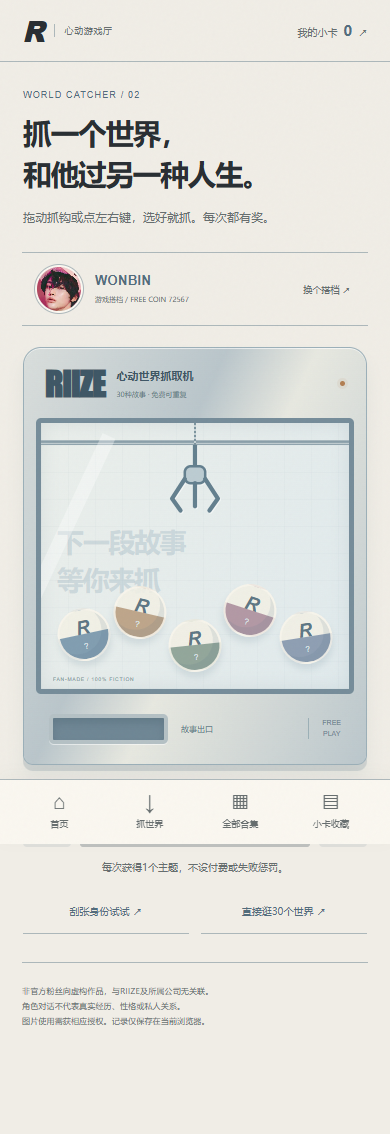 R 心动游戏厅
我的小卡 0 ↗
WORLD CATCHER / 02
抓一个世界，
和他过另一种人生。
拖动抓钩或点左右键，选好就抓。每次都有奖。
WONBIN
游戏搭档 / FREE COIN 72567
换个搭档 ↗
RIIZE 心动世界抓取机
30种故事 · 免费可重复
下一段故事
等你来抓
R ?
R ?
R ?
R ?
R ?
FAN-MADE / 100% FICTION
故事出口
FREE
PLAY
首页
抓世界
全部合集
小卡收藏
每次获得1个主题，不设付费或失败惩罚。
刮张身份试试 ↗
直接逛30个世界 ↗
非官方粉丝向虚构作品，与RIIZE及所属公司无关联。
角色对话不代表真实经历、性格或私人关系。
图片使用需获相应授权。记录仅保存在当前浏览器。